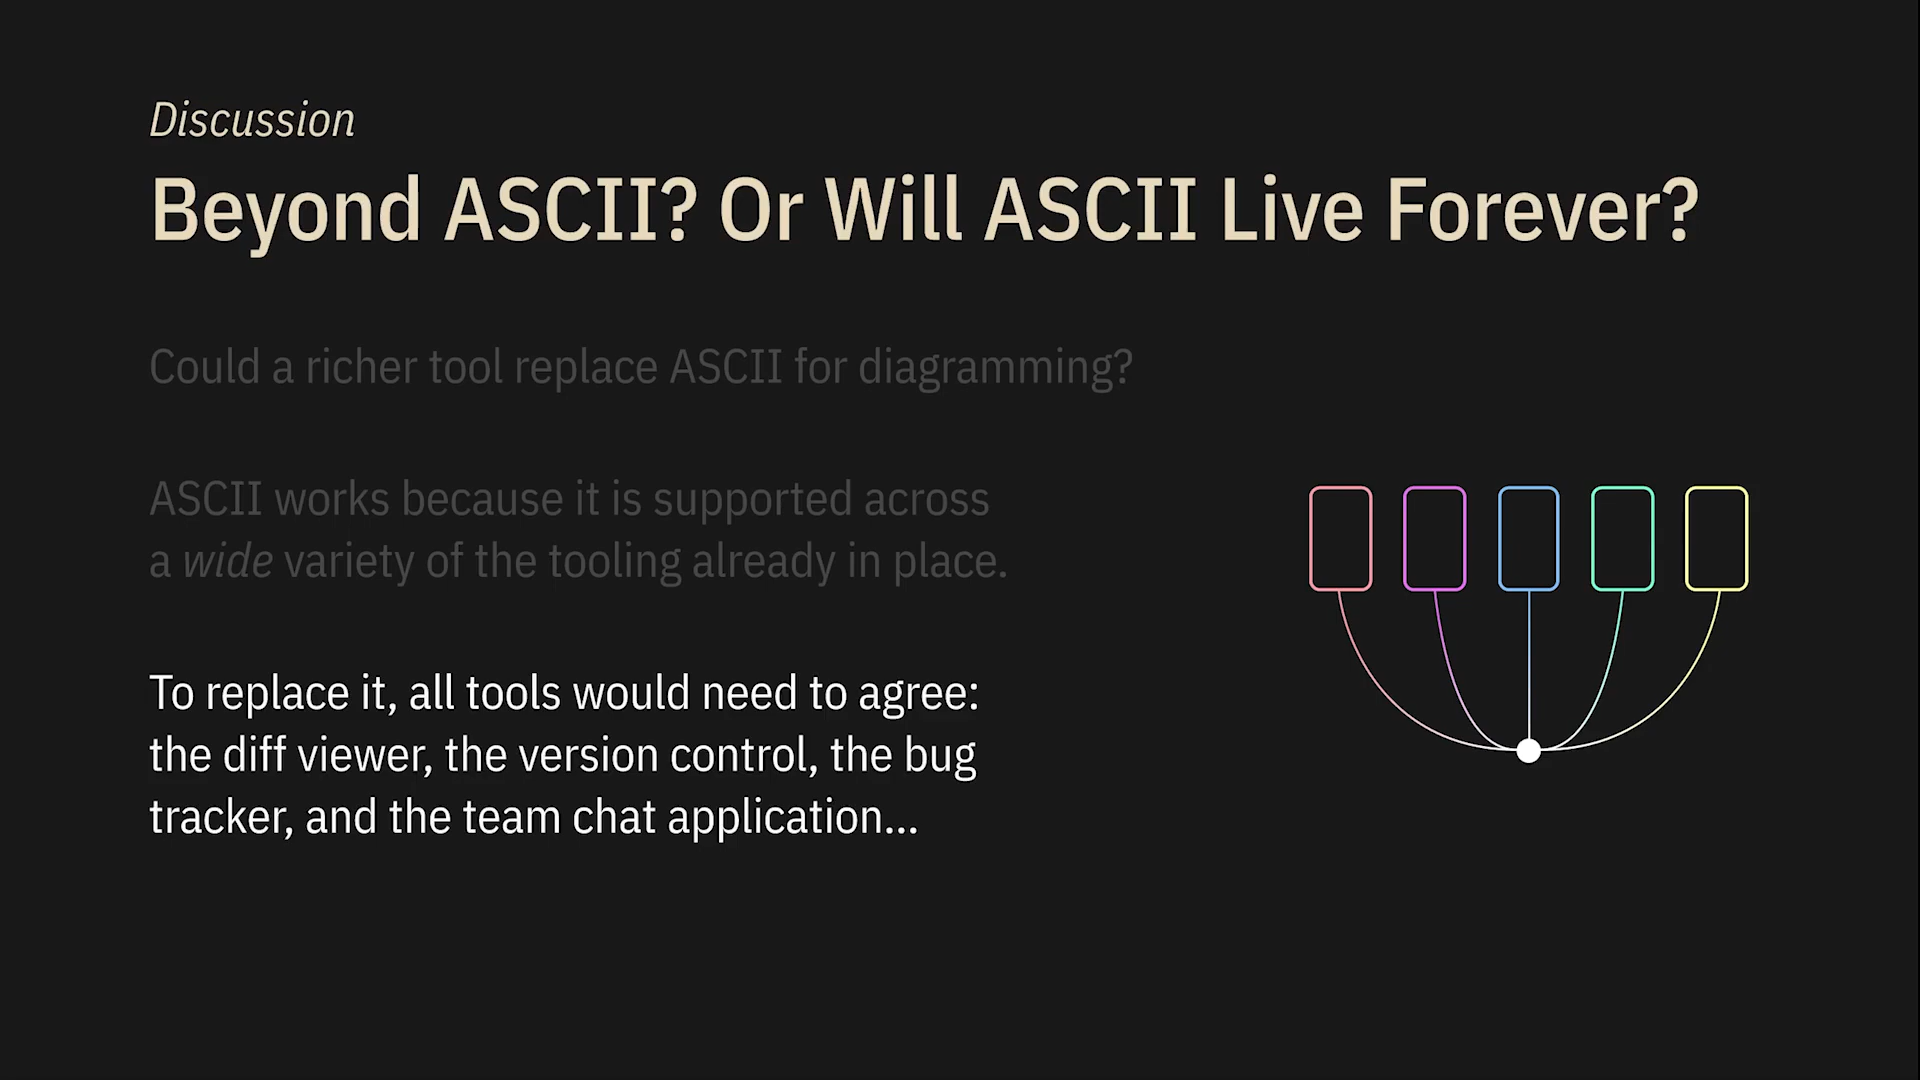 Discussion
Beyond ASCII? Or Will ASCII Live Forever?
Could a richer tool replace ASCII for diagramming?
ASCII works because it is supported across
a wide variety of the tooling already in place.
To replace it, all tools would need to agree:
the diff viewer, the version control, the bug
tracker, and the team chat application...